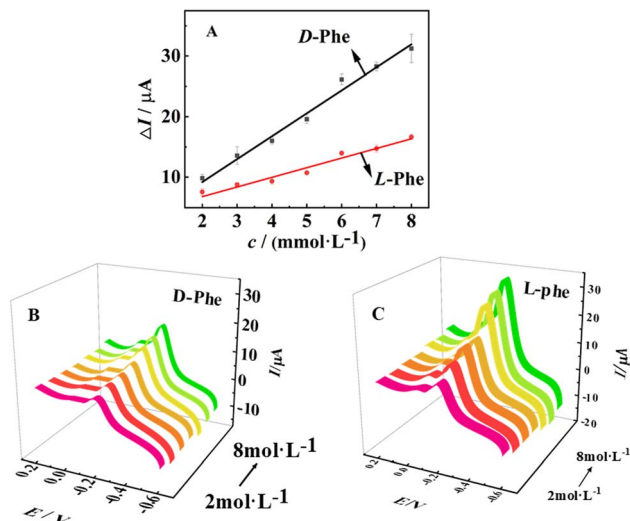 A
D-Phe
L-Phe
ΔI / μA
30
20
10
2 3 4 5 6 7 8
c / (mmol·L-1)
B
D-Phe
30
20
10
0
-10
I/μA
0.2 0.0 -0.2 -0.4 -0.6
E / V
8mol·L-1
2mol·L-1
C
L-phe
30
20
10
0
-10
-20
I/μA
0.2 0.0 -0.2 -0.4 -0.6
E/V
8mol·L-1
2mol·L-1